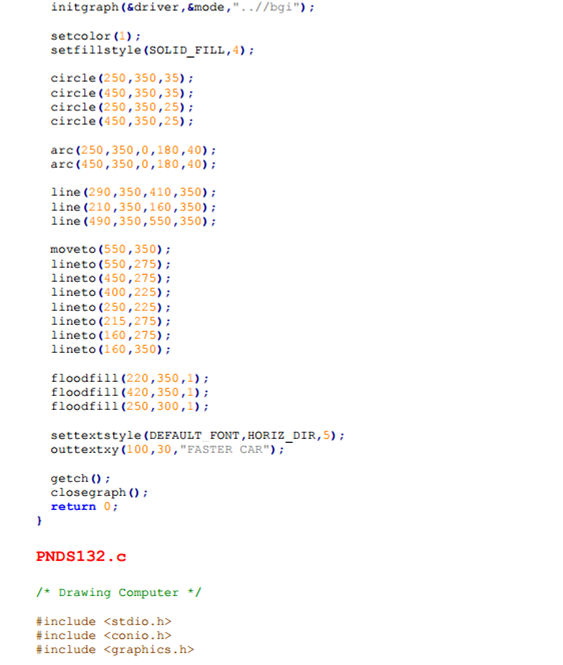 initgraph(&driver,&mode,"..//bgi");
setcolor(1);
setfillstyle(SOLID_FILL,4);
circle(250,350,35);
circle(450,350,35);
circle(250,350,25);
circle(450,350,25);
arc(250,350,0,180,40);
arc(450,350,0,180,40);
line(290,350,410,350);
line(210,350,160,350);
line(490,350,550,350);
moveto(550,350);
lineto(550,275);
lineto(450,275);
lineto(400,225);
lineto(250,225);
lineto(215,275);
lineto(160,275);
lineto(160,350);
floodfill(220,350,1);
floodfill(420,350,1);
floodfill(250,300,1);
settextstyle(DEFAULT_FONT,HORIZ_DIR,5);
outtextxy(100,30,"FASTER CAR");
getch();
closegraph();
return 0;
}
PNDS132.c
/* Drawing Computer */
#include <stdio.h>
#include <conio.h>
#include <graphics.h>